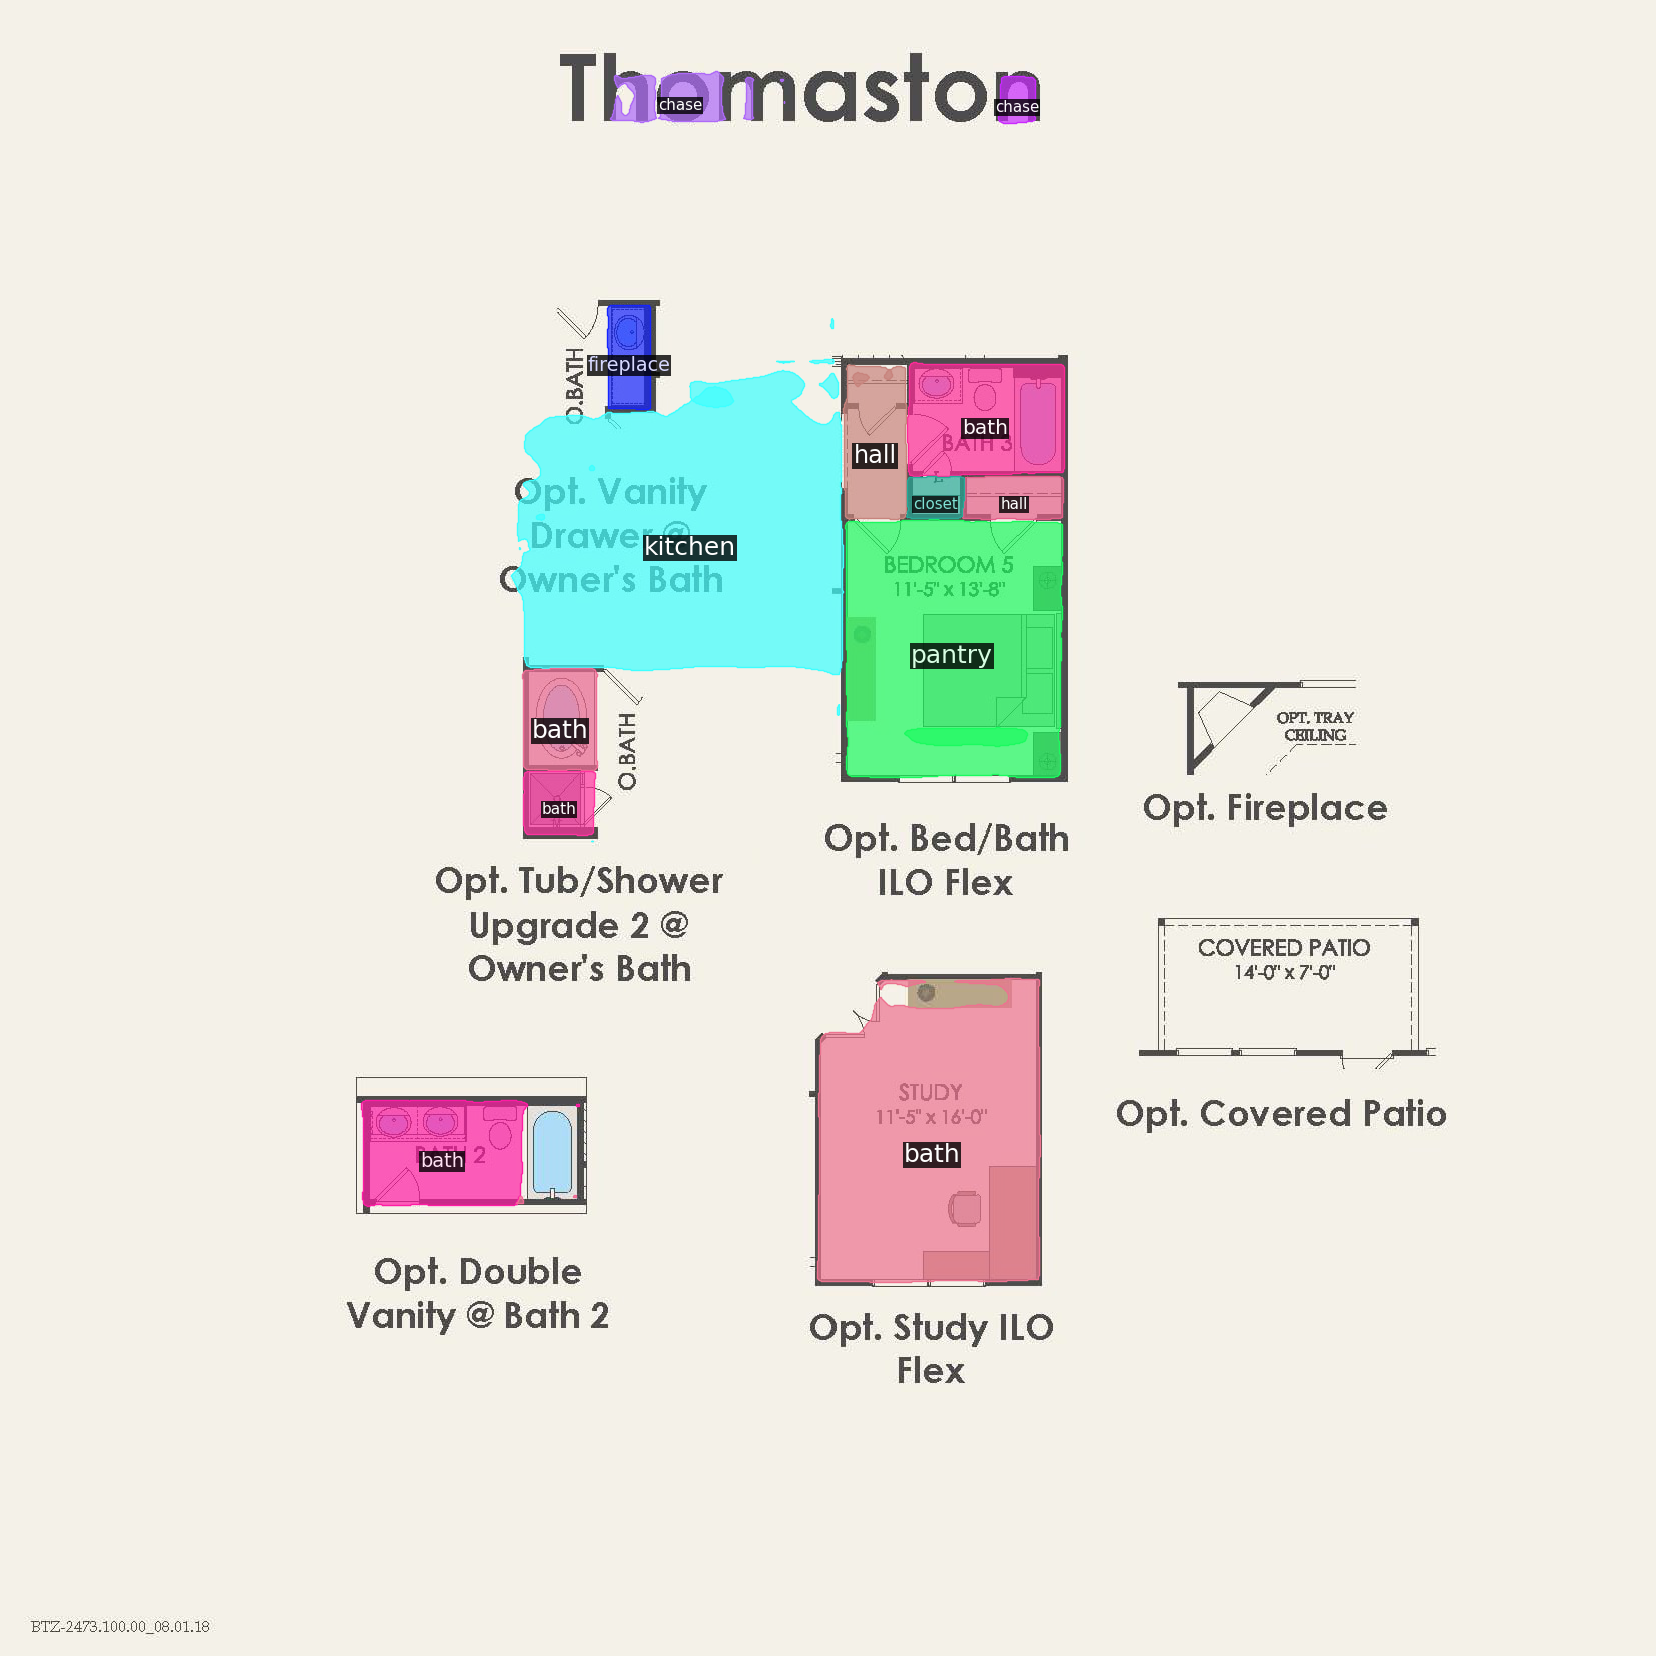 Thomaston
chase
chase
O.BATH
fireplace
Opt. Vanity
Drawer @
Owner's Bath
kitchen
hall
bath
BATH 3
L
closet
hall
BEDROOM 5
11'-5" x 13'-8"
pantry
bath
bath
O.BATH
Opt. Tub/Shower
Upgrade 2 @
Owner's Bath
Opt. Bed/Bath
ILO Flex
OPT. TRAY
CEILING
Opt. Fireplace
COVERED PATIO
14'-0" x 7'-0"
Opt. Covered Patio
BATH 2
bath
Opt. Double
Vanity @ Bath 2
STUDY
11'-5" x 16'-0"
bath
Opt. Study ILO
Flex
BTZ-2473.100.00_08.01.18